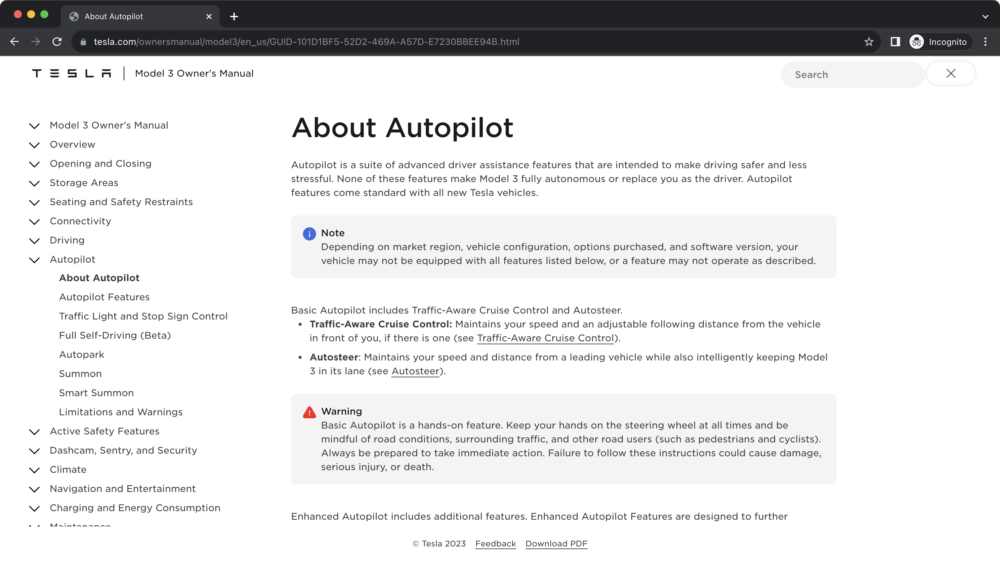 About Autopilot
tesla.com/ownersmanual/model3/en_us/GUID-101D1BF5-52D2-469A-A57D-E7230BBEE94B.html
Incognito
TESLA
Model 3 Owner's Manual
Search
Model 3 Owner's Manual
Overview
Opening and Closing
Storage Areas
Seating and Safety Restraints
Connectivity
Driving
Autopilot
About Autopilot
Autopilot Features
Traffic Light and Stop Sign Control
Full Self-Driving (Beta)
Autopark
Summon
Smart Summon
Limitations and Warnings
Active Safety Features
Dashcam, Sentry, and Security
Climate
Navigation and Entertainment
Charging and Energy Consumption
Maintenance
About Autopilot
Autopilot is a suite of advanced driver assistance features that are intended to make driving safer and less
stressful. None of these features make Model 3 fully autonomous or replace you as the driver. Autopilot
features come standard with all new Tesla vehicles.
Note
Depending on market region, vehicle configuration, options purchased, and software version, your
vehicle may not be equipped with all features listed below, or a feature may not operate as described.
Basic Autopilot includes Traffic-Aware Cruise Control and Autosteer.
• Traffic-Aware Cruise Control: Maintains your speed and an adjustable following distance from the vehicle
in front of you, if there is one (see Traffic-Aware Cruise Control).
• Autosteer: Maintains your speed and distance from a leading vehicle while also intelligently keeping Model
3 in its lane (see Autosteer).
Warning
Basic Autopilot is a hands-on feature. Keep your hands on the steering wheel at all times and be
mindful of road conditions, surrounding traffic, and other road users (such as pedestrians and cyclists).
Always be prepared to take immediate action. Failure to follow these instructions could cause damage,
serious injury, or death.
Enhanced Autopilot includes additional features. Enhanced Autopilot Features are designed to further
© Tesla 2023
Feedback
Download PDF